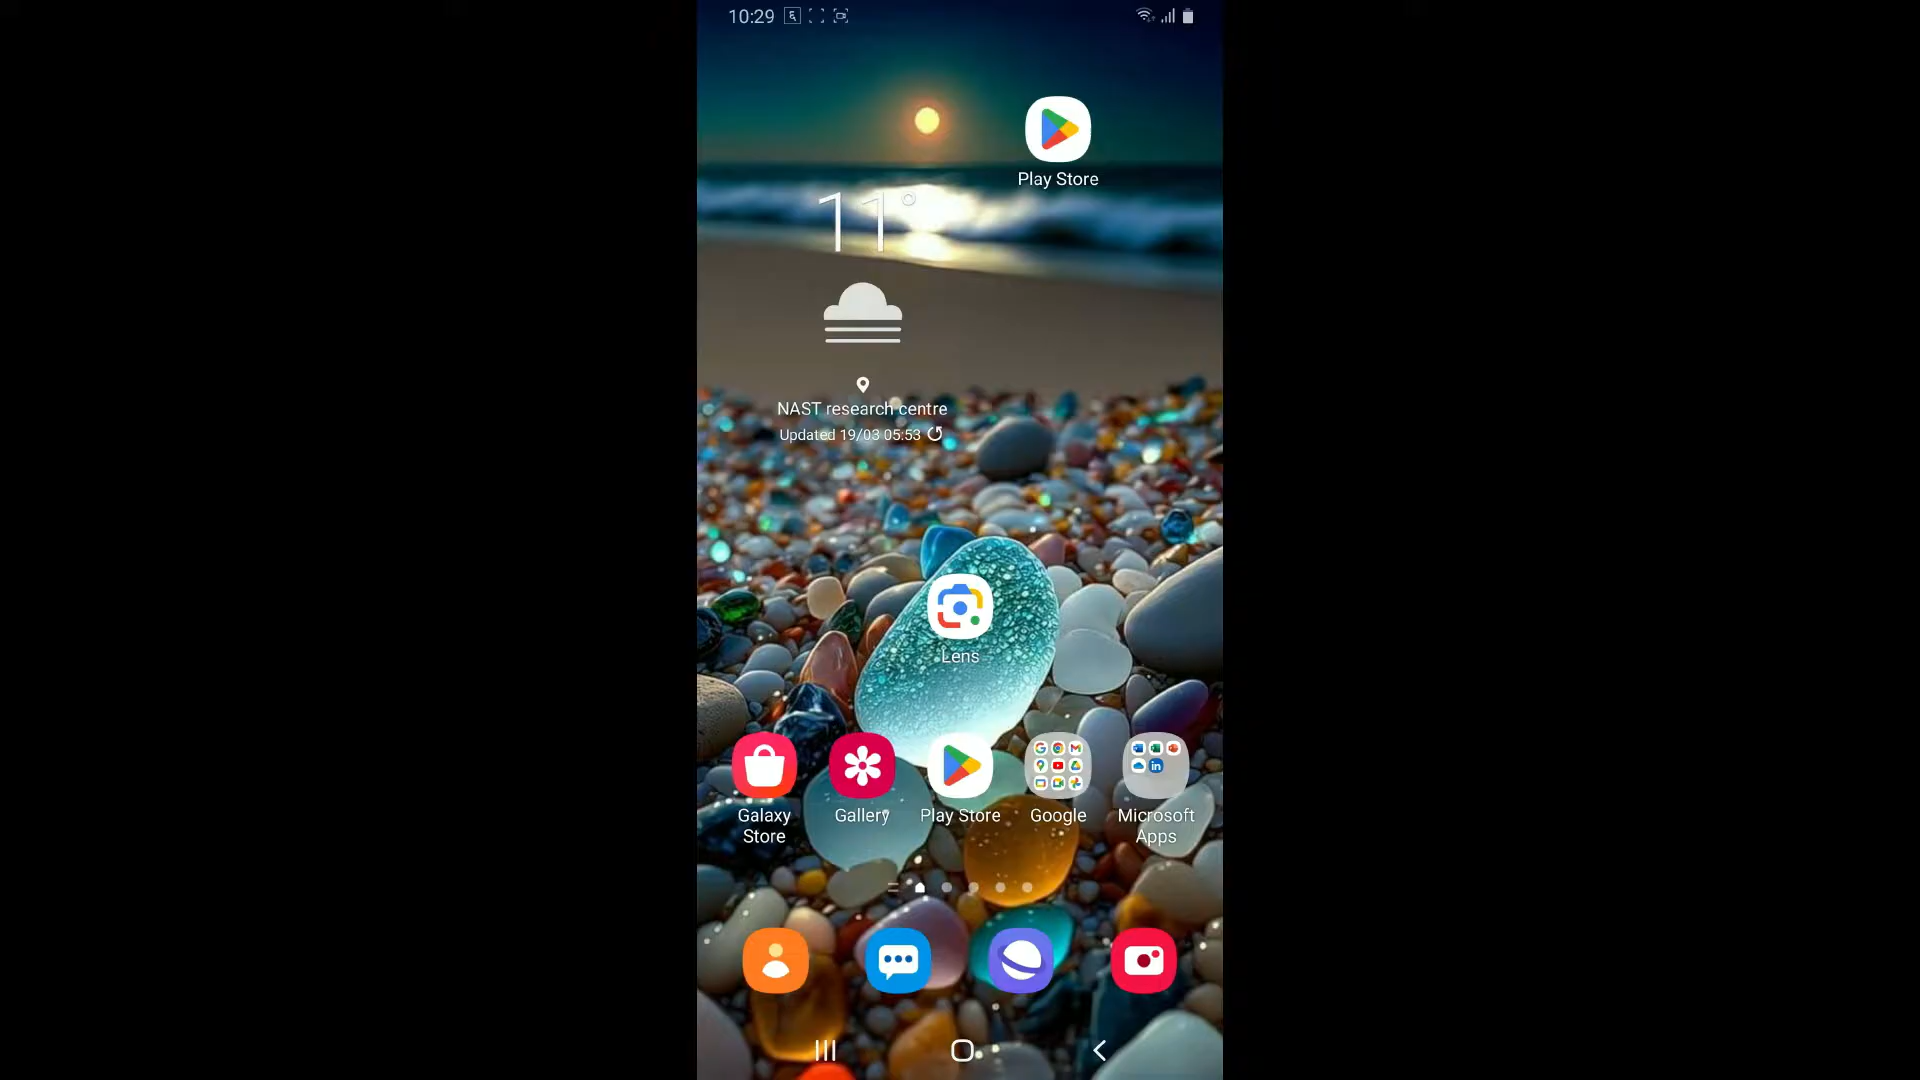 10:29
Play Store
11°
NAST research centre
Updated 19/03 05:53
Lens
Galaxy
Store
Gallery
Play Store
Google
Microsoft
Apps